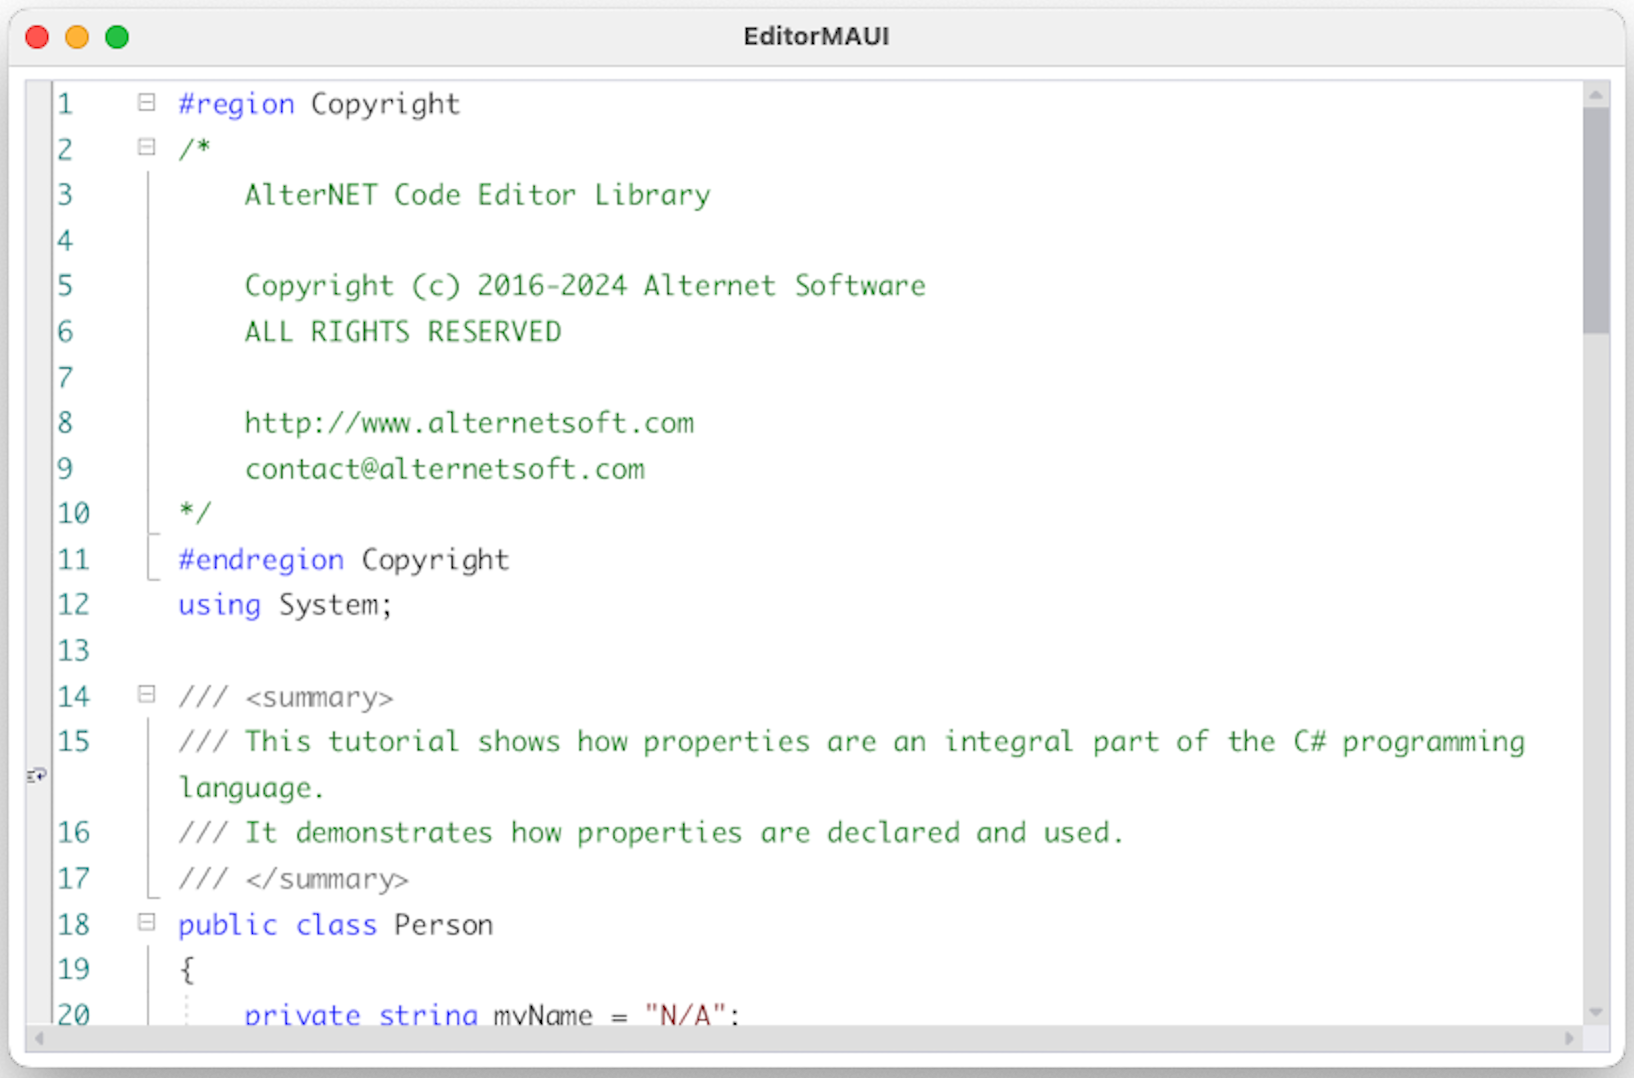 EditorMAUI
1 #region Copyright
2 /*
3 AlterNET Code Editor Library
4
5 Copyright (c) 2016-2024 Alternet Software
6 ALL RIGHTS RESERVED
7
8 http://www.alternetsoft.com
9 contact@alternetsoft.com
10 */
11 #endregion Copyright
12 using System;
13
14 /// <summary>
15 /// This tutorial shows how properties are an integral part of the C# programming
language.
16 /// It demonstrates how properties are declared and used.
17 /// </summary>
18 public class Person
19 {
20 private string myName = "N/A";